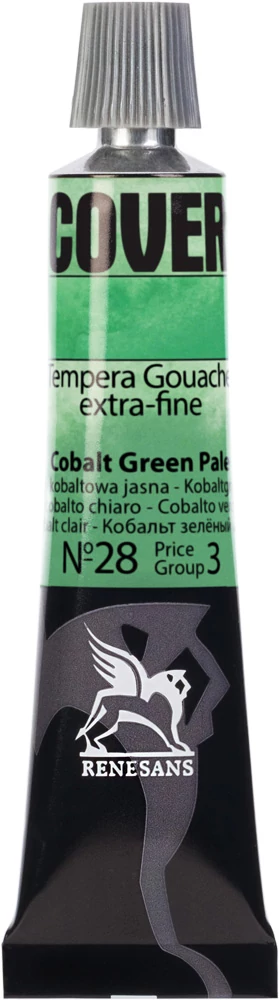 COVER
Tempera Gouache
extra-fine
Cobalt Green Pale
kobaltowa jasna - Kobaltg
obalto chiaro - Cobalto ve
alt clair - Кобальт зелёный
№28 Price Group 3
RENESANS